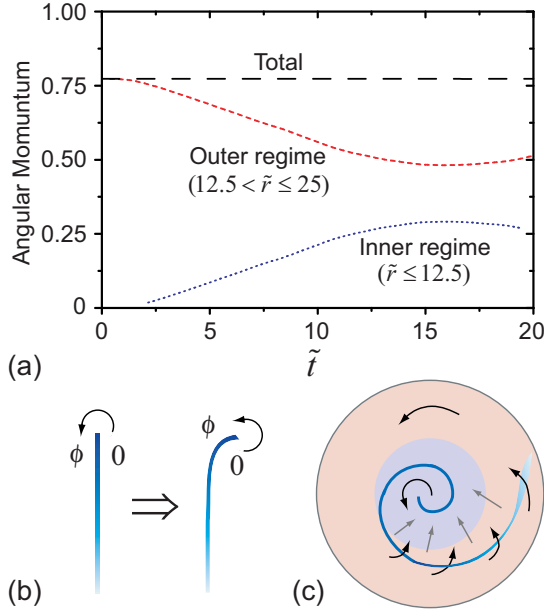 1.00
0.75
0.50
0.25
0
Angular Momuntum
Total
Outer regime
(12.5 < r̃ ≤ 25)
Inner regime
(r̃ ≤ 12.5)
0 5 10 15 20
t̃
(a)
ϕ 0
ϕ
0
(b)
(c)